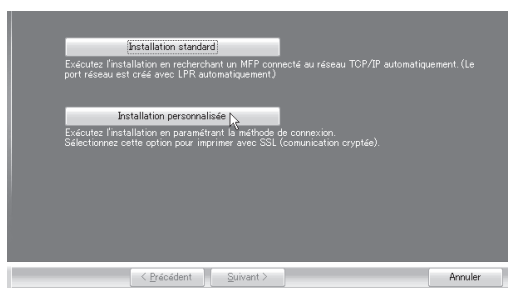 Installation standard
Exécutez l'installation en recherchant un MFP connecté au réseau TCP/IP automatiquement. (Le
port réseau est créé avec LPR automatiquement.)
Installation personnalisée
Exécutez l'installation en paramétrant la méthode de connexion.
Sélectionnez cette option pour imprimer avec SSL (comunication cryptée).
< Précédent
Suivant >
Annuler